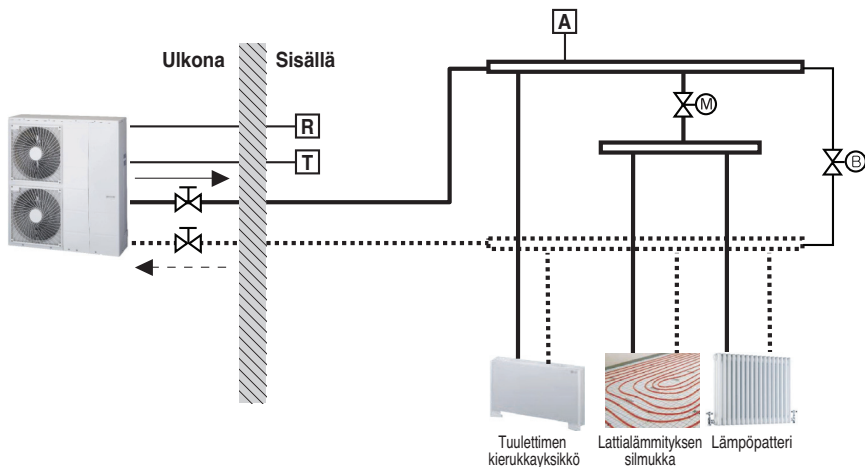 A
Ulkona
Sisällä
R
T
M
B
Tuulettimen
kierukkayksikkö
Lattialämmityksen
silmukka
Lämpöpatteri